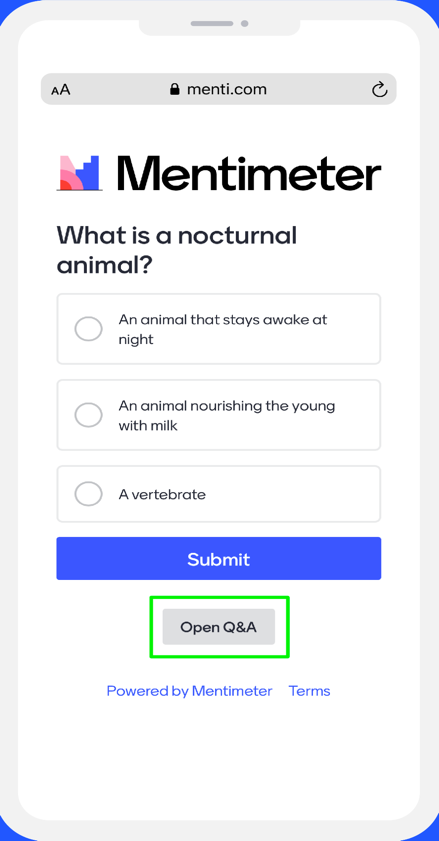 AA menti.com
Mentimeter
What is a nocturnal
animal?
An animal that stays awake at
night
An animal nourishing the young
with milk
A vertebrate
Submit
Open Q&A
Powered by Mentimeter Terms